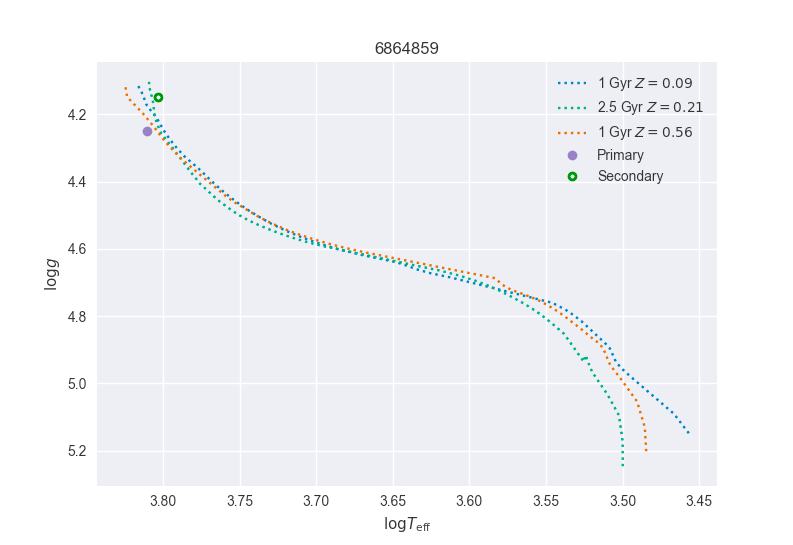 6864859
1 Gyr Z = 0.09
2.5 Gyr Z = 0.21
1 Gyr Z = 0.56
Primary
Secondary
4.2
4.4
4.6
4.8
5.0
5.2
log g
3.80 3.75 3.70 3.65 3.60 3.55 3.50 3.45
log T_eff